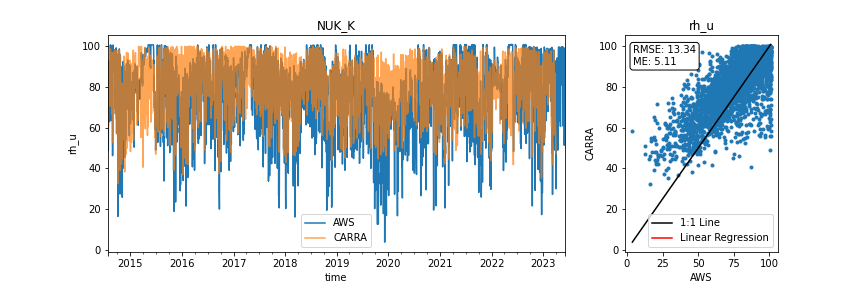 NUK_K
rh_u
100
80
60
40
20
0
rh_u
AWS
CARRA
2015
2016
2017
2018
2019
2020
2021
2022
2023
time
rh_u
RMSE: 13.34
ME: 5.11
100
80
60
40
20
0
CARRA
1:1 Line
Linear Regression
0
25
50
75
100
AWS